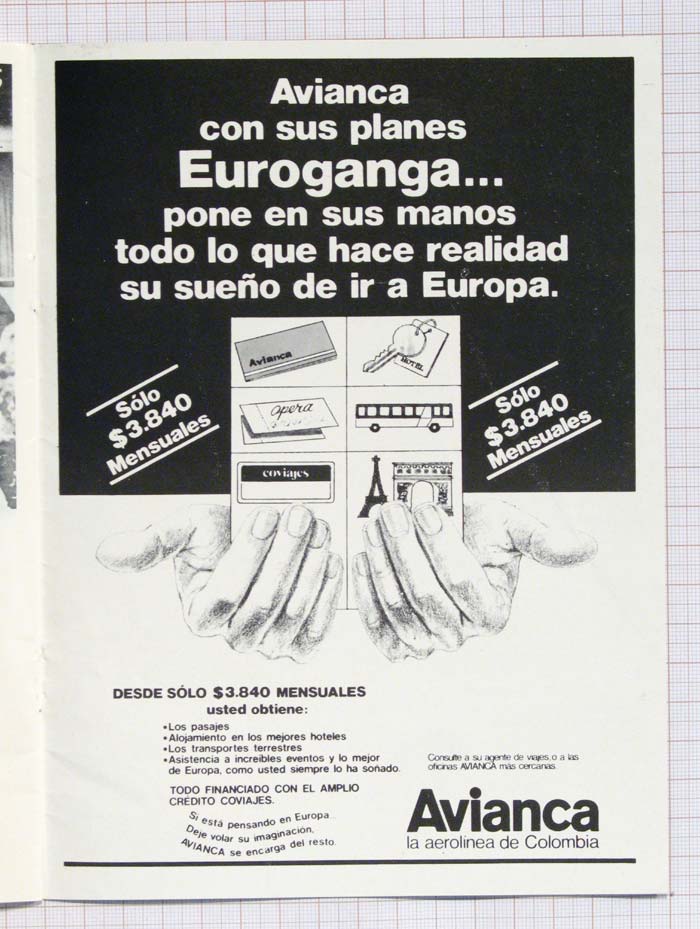 Avianca
con sus planes
Euroganga...
pone en sus manos
todo lo que hace realidad
su sueño de ir a Europa.
Avianca
HOTEL
Sólo
$3.840
Mensuales
opera
Sólo
$3.840
Mensuales
coviajes
DESDE SÓLO $3.840 MENSUALES
usted obtiene:
•Los pasajes
•Alojamiento en los mejores hoteles
•Los transportes terrestres
•Asistencia a increibles eventos y lo mejor
de Europa, como usted siempre lo ha soñado.
TODO FINANCIADO CON EL AMPLIO
CRÉDITO COVIAJES.
Si está pensando en Europa...
Deje volar su imaginación,
AVIANCA se encarga del resto.
Consulte a su agente de viajes, o a las
oficinas AVIANCA más cercanas.
Avianca
la aerolínea de Colombia